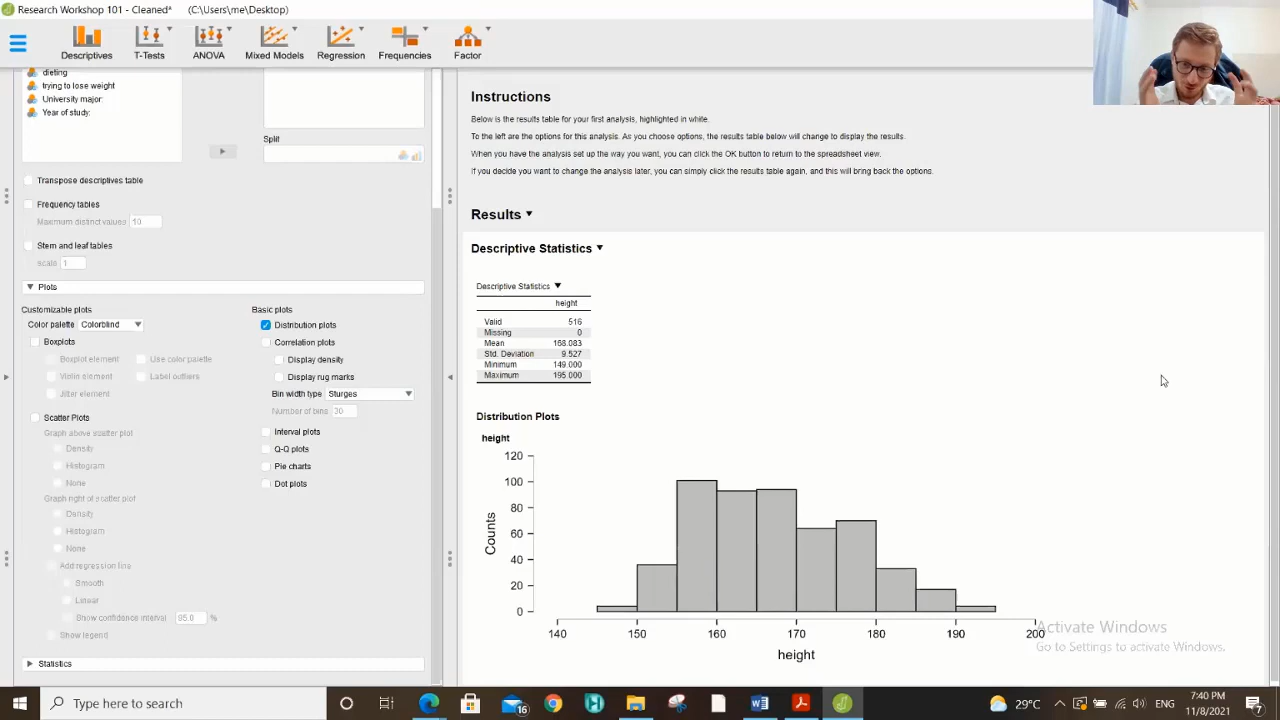 Research Workshop 101 - Cleaned* (C:\Users\me\Desktop)
Descriptives
T-Tests
ANOVA
Mixed Models
Regression
Frequencies
Factor
dieting
trying to lose weight
University major:
Year of study:
Split
Transpose descriptives table
Frequency tables
Maximum distinct values 10
Stem and leaf tables
scale 1
Plots
Customizable plots
Color palette Colorblind
Boxplots
Boxplot element Use color palette
Violin element Label outliers
Jitter element
Scatter Plots
Graph above scatter plot
Density
Histogram
None
Graph right of scatter plot
Density
Histogram
None
Add regression line
Smooth
Linear
Show confidence interval 95.0 %
Show legend
Basic plots
Distribution plots
Correlation plots
Display density
Display rug marks
Bin width type Sturges
Number of bins 30
Interval plots
Q-Q plots
Pie charts
Dot plots
Statistics
Instructions
Below is the results table for your first analysis, highlighted in white.
To the left are the options for this analysis. As you choose options, the results table below will change to display the results.
When you have the analysis set up the way you want, you can click the OK button to return to the spreadsheet view.
If you decide you want to change the analysis later, you can simply click the results table again, and this will bring back the options.
Results
Descriptive Statistics
Descriptive Statistics
height
Valid 516
Missing 0
Mean 168.083
Std. Deviation 9.527
Minimum 149.000
Maximum 195.000
Distribution Plots
height
120
100
80
60
40
20
0
Counts
140 150 160 170 180 190 200
height
Activate Windows
Go to Settings to activate Windows.
Type here to search
16
29°C
7:40 PM
11/8/2021
7